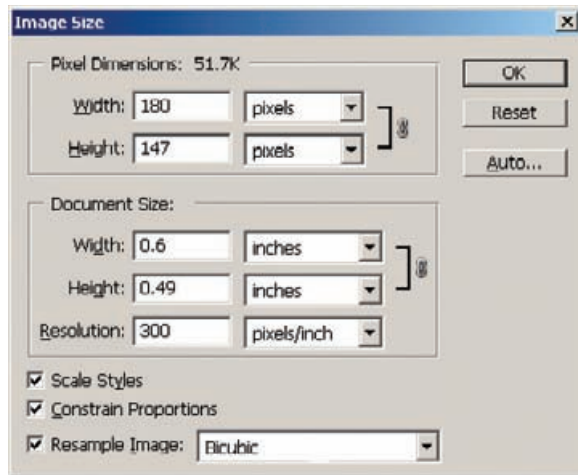 Image Size
Pixel Dimensions: 51.7K
Width: 180 pixels
Height: 147 pixels
OK
Reset
Auto...
Document Size:
Width: 0.6 inches
Height: 0.49 inches
Resolution: 300 pixels/inch
Scale Styles
Constrain Proportions
Resample Image: Bicubic